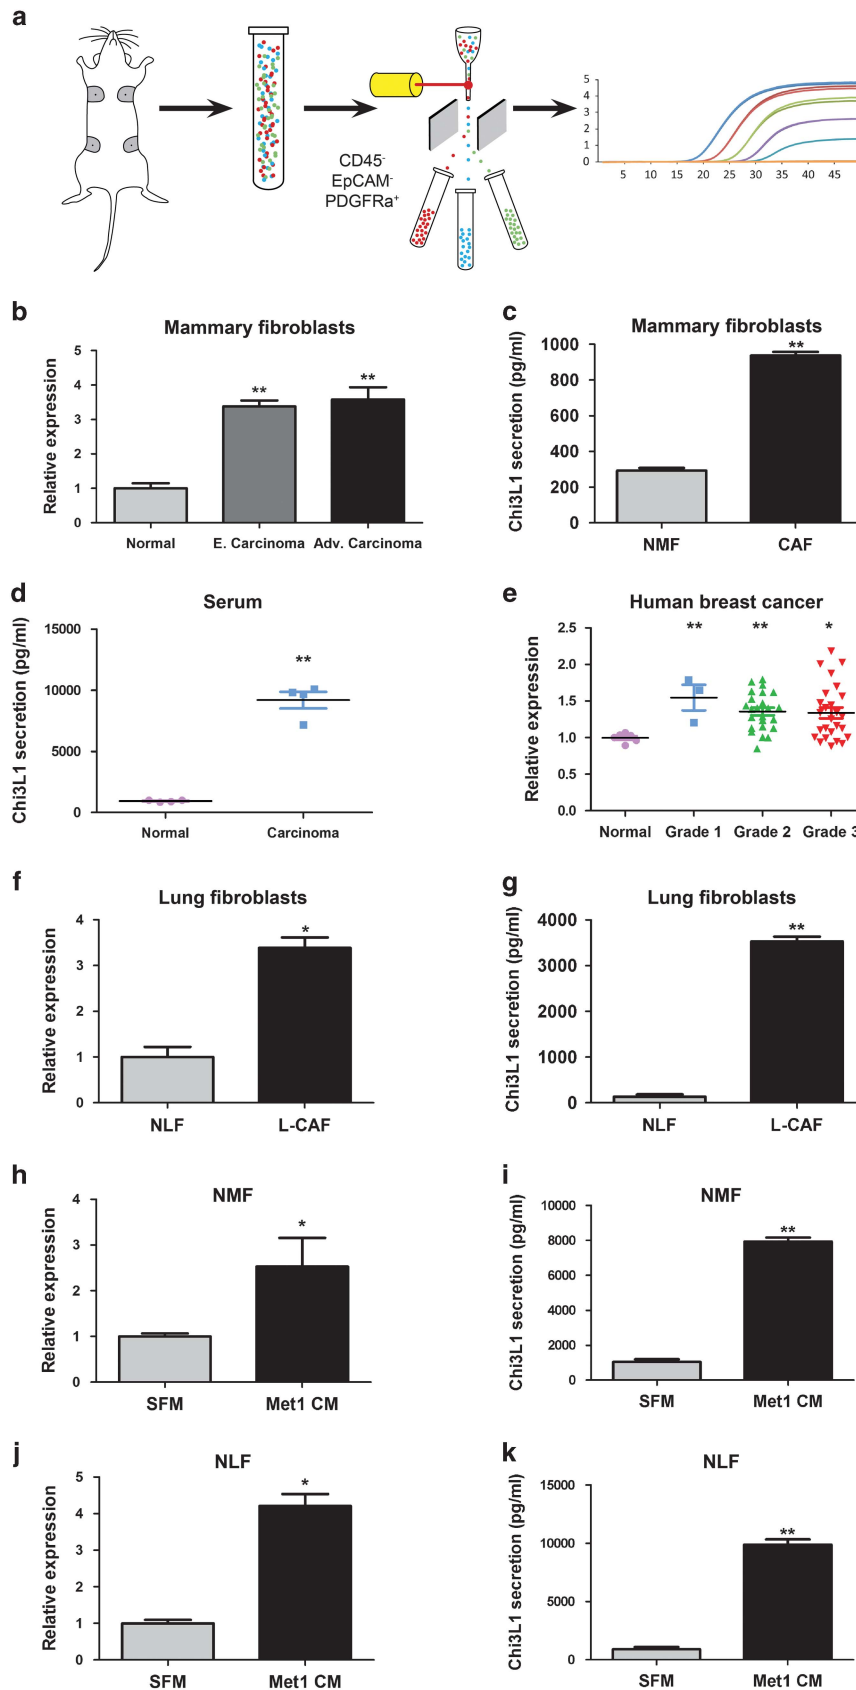 a
CD45-
EpCAM-
PDGFRa+
5
4
3
2
1
0
5 10 15 20 25 30 35 40 45
b
Mammary fibroblasts
Relative expression
5
4
3
2
1
0
** **
Normal E. Carcinoma Adv. Carcinoma
c
Mammary fibroblasts
Chi3L1 secretion (pg/ml)
1000
800
600
400
200
0
**
NMF CAF
d
Serum
Chi3L1 secretion (pg/ml)
15000
10000
5000
0
**
Normal Carcinoma
e
Human breast cancer
Relative expression
2.5
2.0
1.5
1.0
0.5
0.0
** ** *
Normal Grade 1 Grade 2 Grade 3
f
Lung fibroblasts
Relative expression
4
3
2
1
0
*
NLF L-CAF
g
Lung fibroblasts
Chi3L1 secretion (pg/ml)
4000
3000
2000
1000
0
**
NLF L-CAF
h
NMF
Relative expression
4
3
2
1
0
*
SFM Met1 CM
i
NMF
Chi3L1 secretion (pg/ml)
10000
8000
6000
4000
2000
0
**
SFM Met1 CM
j
NLF
Relative expression
5
4
3
2
1
0
*
SFM Met1 CM
k
NLF
Chi3L1 secretion (pg/ml)
15000
10000
5000
0
**
SFM Met1 CM